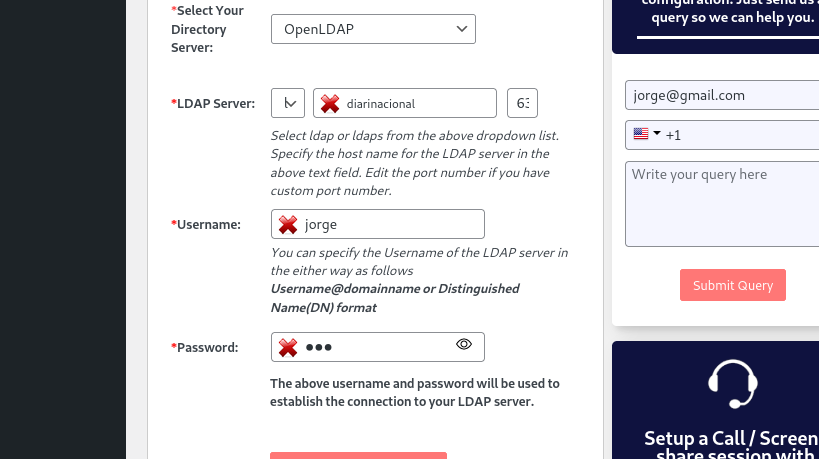 *Select Your
Directory
Server:
OpenLDAP
*LDAP Server:
diarinacional
63
Select ldap or ldaps from the above dropdown list.
Specify the host name for the LDAP server in the
above text field. Edit the port number if you have
custom port number.
*Username:
jorge
You can specify the Username of the LDAP server in
the either way as follows
Username@domainname or Distinguished
Name(DN) format
*Password:
The above username and password will be used to
establish the connection to your LDAP server.
configuration. Just send us a
query so we can help you.
jorge@gmail.com
+1
Write your query here
Submit Query
Setup a Call / Screen
share session with